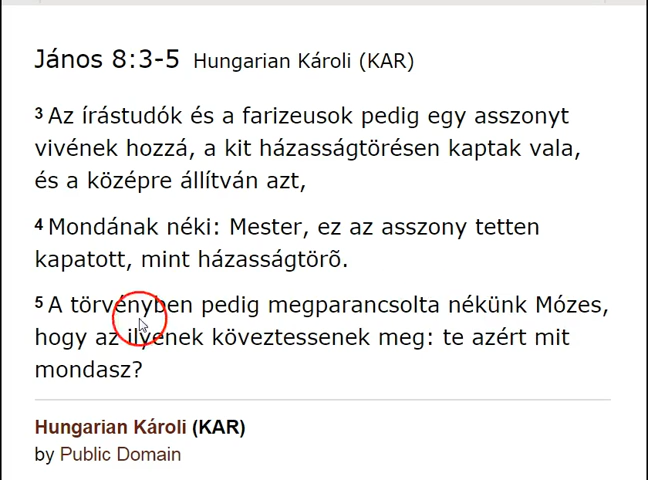 János 8:3-5 Hungarian Károli (KAR)
3 Az írástudók és a farizeusok pedig egy asszonyt
vivének hozzá, a kit házasságtörésen kaptak vala,
és a középre állítván azt,
4 Mondának néki: Mester, ez az asszony tetten
kapatott, mint házasságtörõ.
5 A törvényben pedig megparancsolta nékünk Mózes,
hogy az ilyenek köveztessenek meg: te azért mit
mondasz?
Hungarian Károli (KAR)
by Public Domain